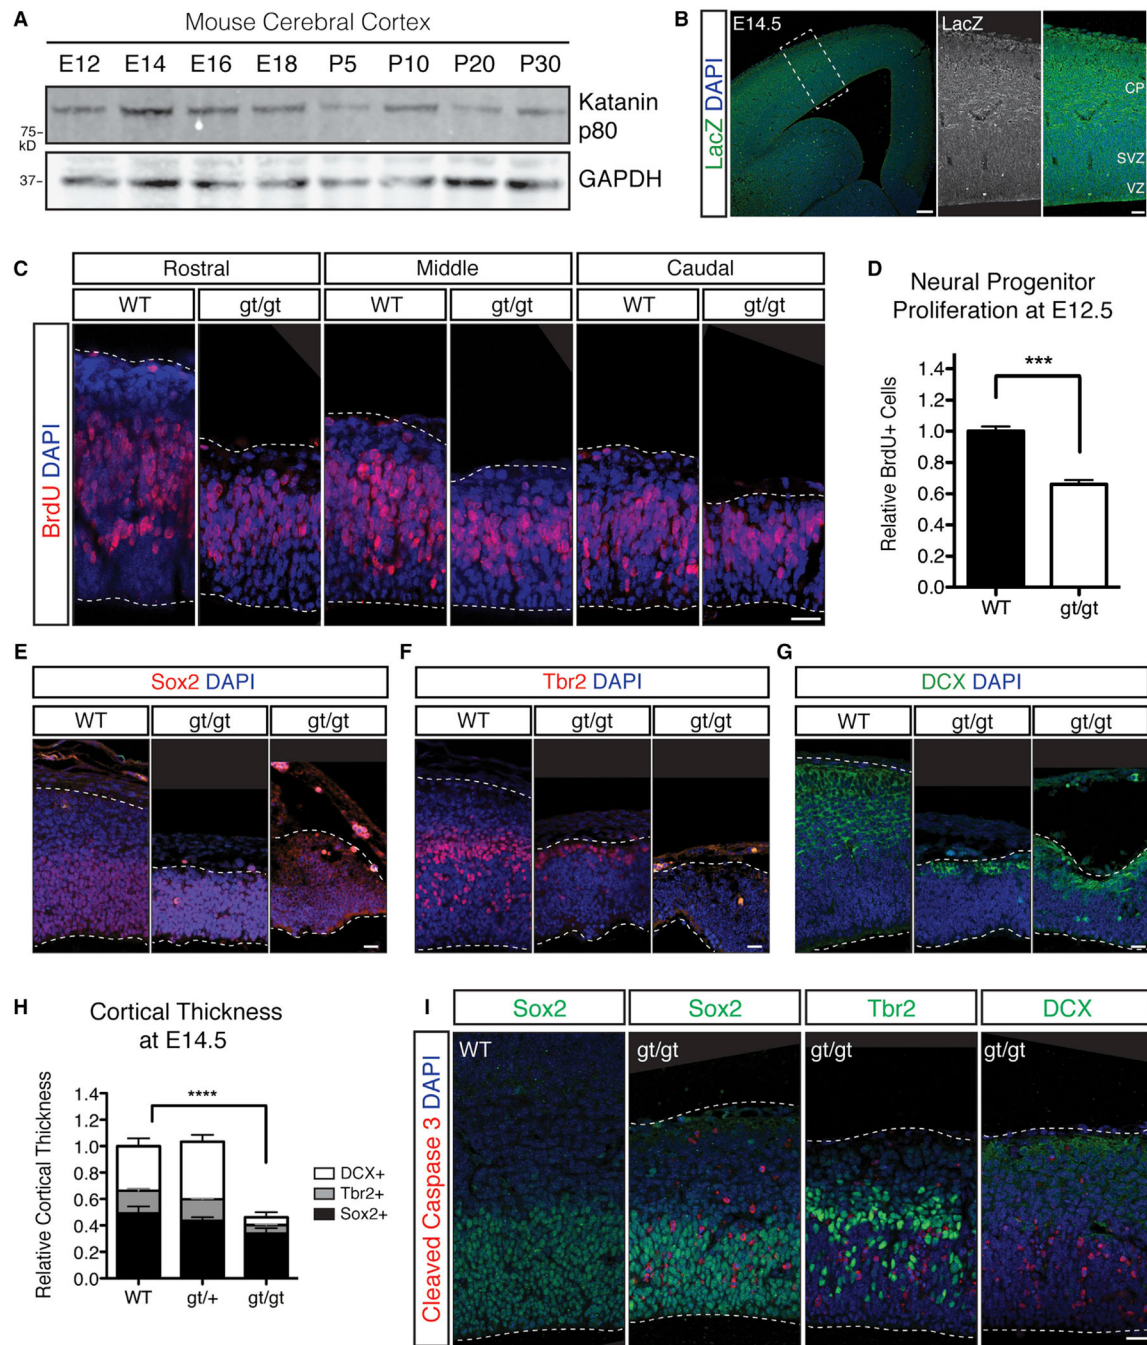 A
Mouse Cerebral Cortex
E12 E14 E16 E18 P5 P10 P20 P30
75–
kD
Katanin
p80
37–
GAPDH
B
LacZ DAPI
E14.5
LacZ
CP
SVZ
VZ
C
Rostral Middle Caudal
WT gt/gt WT gt/gt WT gt/gt
BrdU DAPI
D
Neural Progenitor
Proliferation at E12.5
Relative BrdU+ Cells
1.4
1.2
1.0
0.8
0.6
0.4
0.2
0.0
***
WT gt/gt
E
Sox2 DAPI
WT gt/gt gt/gt
F
Tbr2 DAPI
WT gt/gt gt/gt
G
DCX DAPI
WT gt/gt gt/gt
H
Cortical Thickness
at E14.5
Relative Cortical Thickness
1.4
1.2
1.0
0.8
0.6
0.4
0.2
0.0
****
WT gt/+ gt/gt
DCX+
Tbr2+
Sox2+
I
Cleaved Caspase 3 DAPI
Sox2 Sox2 Tbr2 DCX
WT gt/gt gt/gt gt/gt